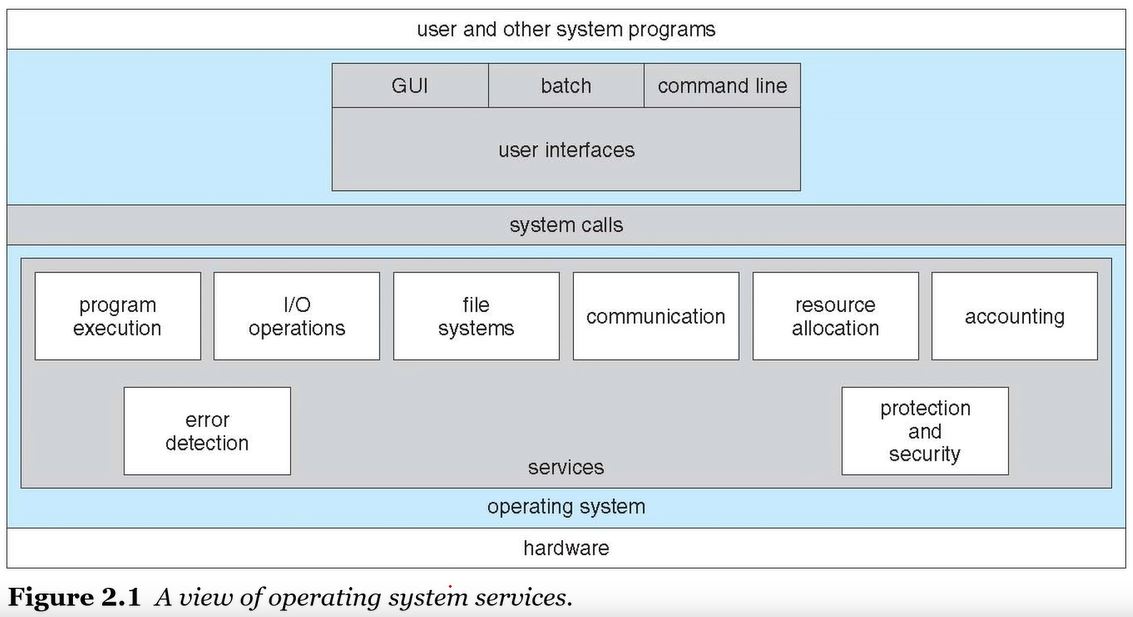 user and other system programs
GUI
batch
command line
user interfaces
system calls
program
execution
I/O
operations
file
systems
communication
resource
allocation
accounting
error
detection
protection
and
security
services
operating system
hardware
Figure 2.1 A view of operating system services.